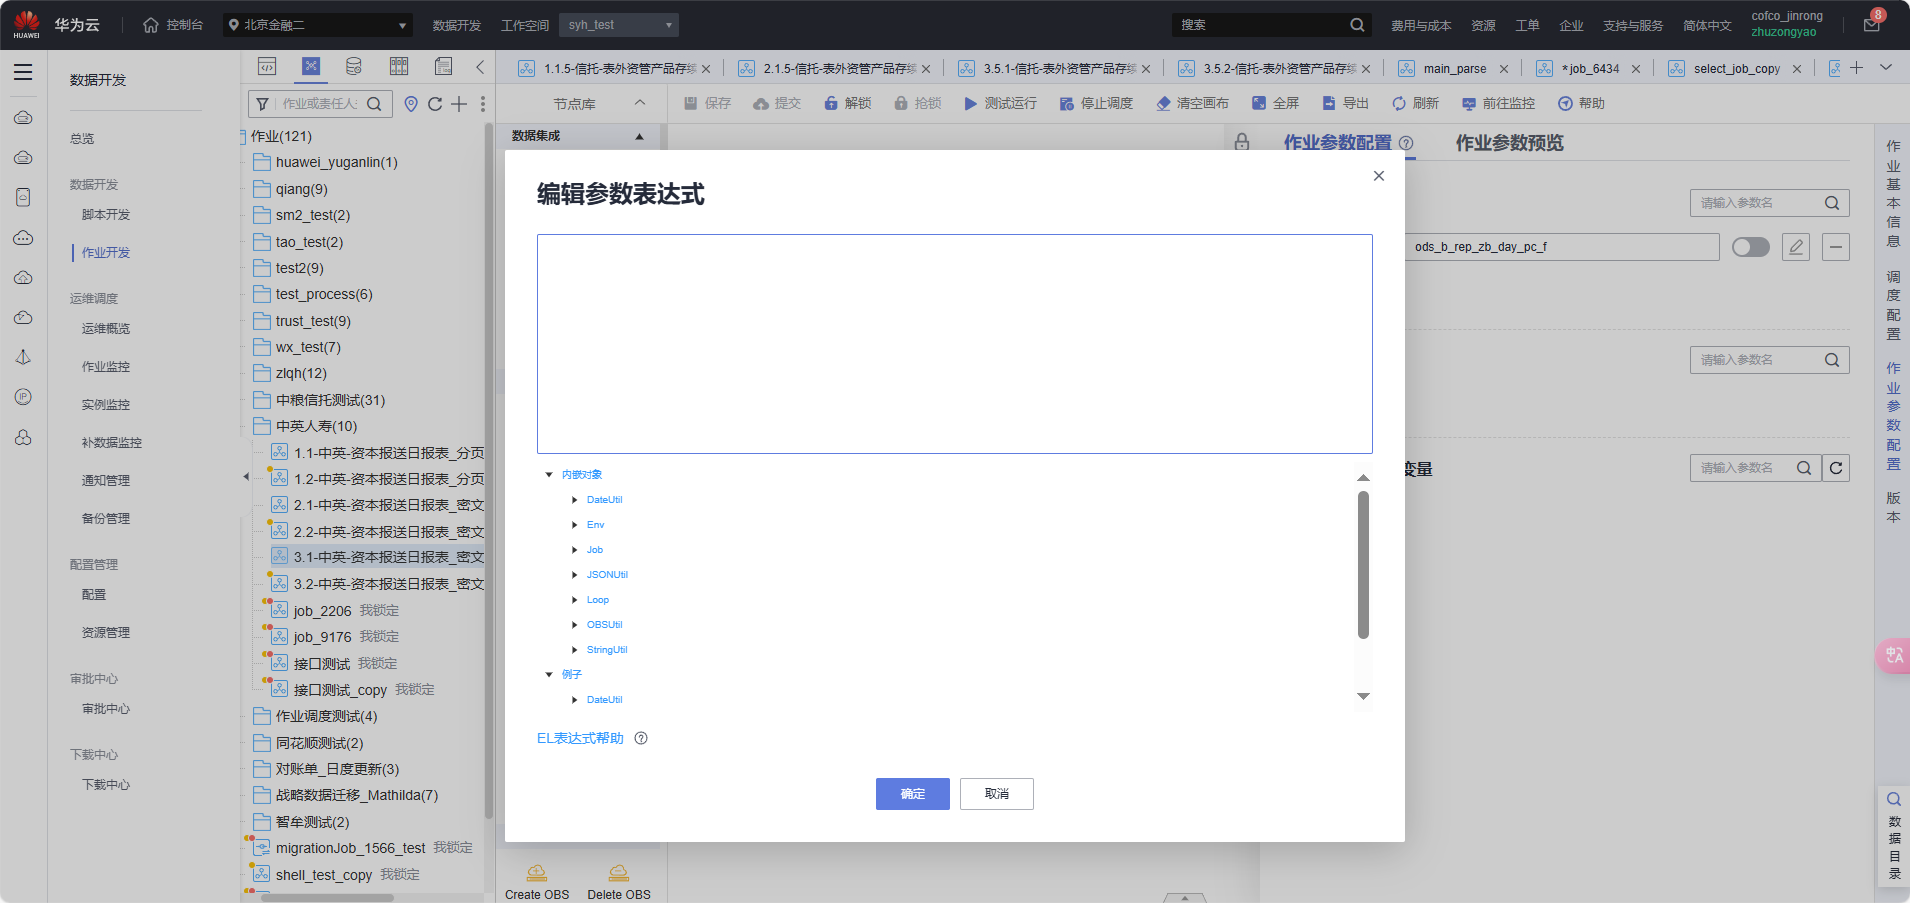 HUAWEI
华为云
控制台
北京金融二
数据开发
工作空间
syh_test
搜索
费用与成本
资源
工单
企业
支持与服务
简体中文
cofco_jinrong
zhuzongyao
8
数据开发
总览
数据开发
脚本开发
作业开发
运维调度
运维概览
作业监控
实例监控
补数据监控
通知管理
备份管理
配置管理
配置
资源管理
审批中心
审批中心
下载中心
下载中心
作业或责任人
作业(121)
huawei_yuganlin(1)
qiang(9)
sm2_test(2)
tao_test(2)
test2(9)
test_process(6)
trust_test(9)
wx_test(7)
zlqh(12)
中粮信托测试(31)
中英人寿(10)
1.1-中英-资本报送日报表_分页
1.2-中英-资本报送日报表_分页
2.1-中英-资本报送日报表_密文
2.2-中英-资本报送日报表_密文
3.1-中英-资本报送日报表_密文
3.2-中英-资本报送日报表_密文
job_2206 我锁定
job_9176 我锁定
接口测试 我锁定
接口测试_copy 我锁定
作业调度测试(4)
同花顺测试(2)
对账单_日度更新(3)
战略数据迁移_Mathilda(7)
智牟测试(2)
migrationJob_1566_test 我锁定
shell_test_copy 我锁定
1.1.5-信托-表外资管产品存续
2.1.5-信托-表外资管产品存续
3.5.1-信托-表外资管产品存续
3.5.2-信托-表外资管产品存续
main_parse
*job_6434
select_job_copy
节点库
保存
提交
解锁
抢锁
测试运行
停止调度
清空画布
全屏
导出
刷新
前往监控
帮助
数据集成
作业参数配置
作业参数预览
请输入参数名
ods_b_rep_zb_day_pc_f
请输入参数名
变量
请输入参数名
编辑参数表达式
内嵌对象
DateUtil
Env
Job
JSONUtil
Loop
OBSUtil
StringUtil
例子
DateUtil
EL表达式帮助
确定
取消
Create OBS
Delete OBS
作业基本信息
调度配置
作业参数配置
版本
数据目录